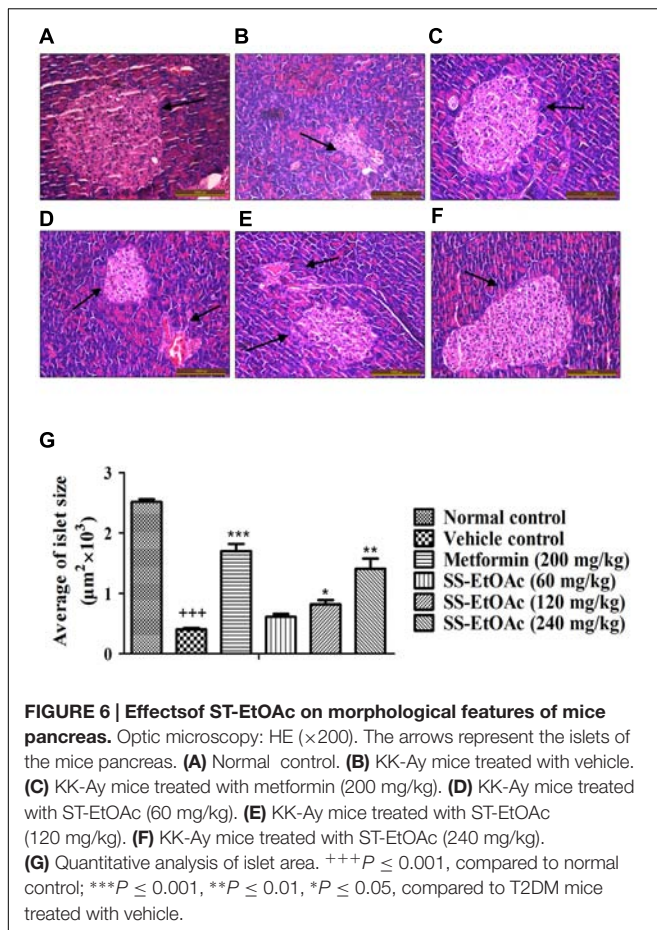 A B C
D E F
G
Average of islet size
(μm²×10³)
3
2
1
0
+++
***
*
**
Normal control
Vehicle control
Metformin (200 mg/kg)
SS-EtOAc (60 mg/kg)
SS-EtOAc (120 mg/kg)
SS-EtOAc (240 mg/kg)
FIGURE 6 | Effectsof ST-EtOAc on morphological features of mice
pancreas. Optic microscopy: HE (×200). The arrows represent the islets of
the mice pancreas. (A) Normal control. (B) KK-Ay mice treated with vehicle.
(C) KK-Ay mice treated with metformin (200 mg/kg). (D) KK-Ay mice treated
with ST-EtOAc (60 mg/kg). (E) KK-Ay mice treated with ST-EtOAc
(120 mg/kg). (F) KK-Ay mice treated with ST-EtOAc (240 mg/kg).
(G) Quantitative analysis of islet area. +++P ≤ 0.001, compared to normal
control; ***P ≤ 0.001, **P ≤ 0.01, *P ≤ 0.05, compared to T2DM mice
treated with vehicle.